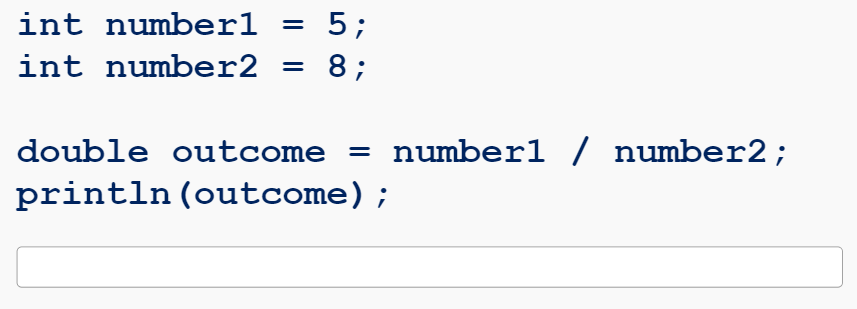 int number1 = 5;
int number2 = 8;
double outcome = number1 / number2;
println(outcome);